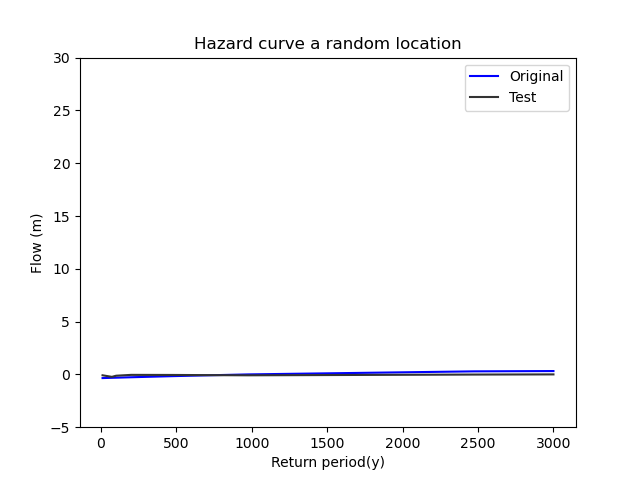 Hazard curve a random location
Original
Test
30
25
20
15
10
5
0
−5
Flow (m)
0 500 1000 1500 2000 2500 3000
Return period(y)